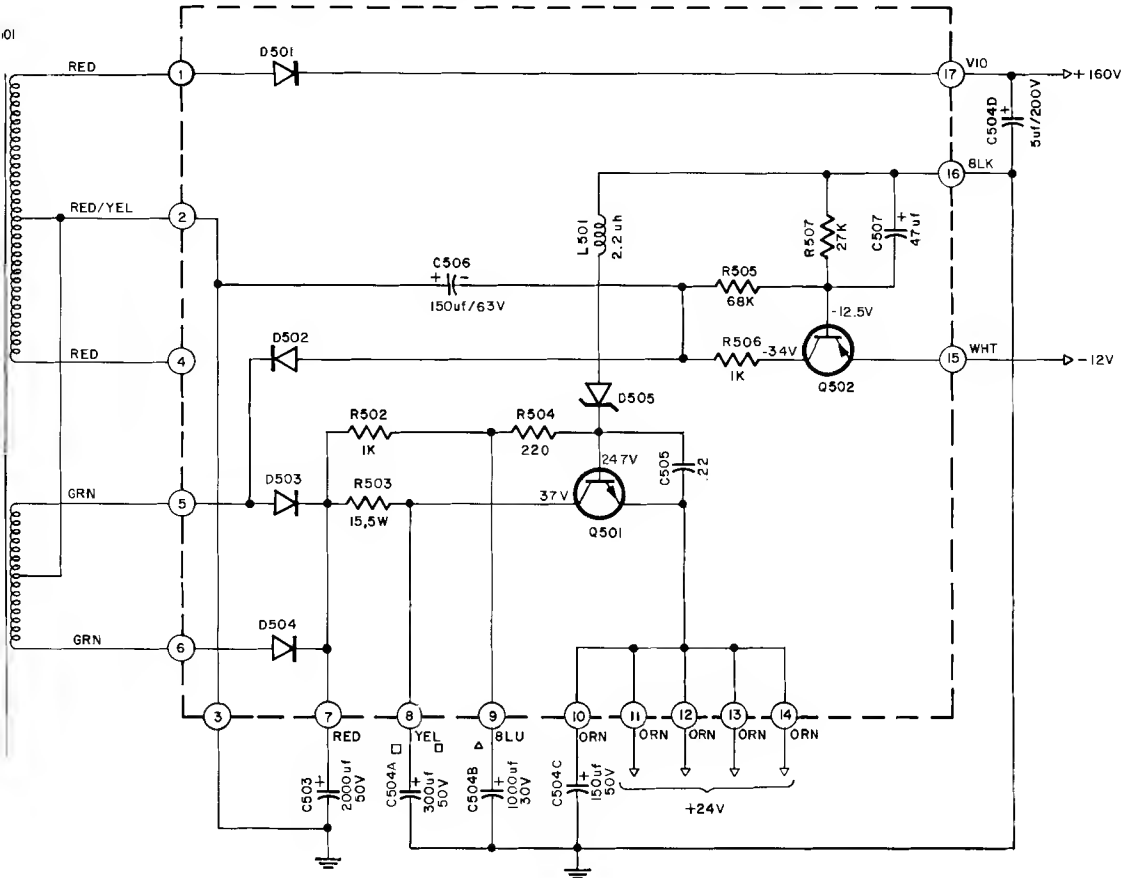 01
RED
1
D501
17
VIO
+160V
C504D
5uf/200V
RED/YEL
2
16
BLK
L501
2.2uh
R507
27K
C507
+
47uf
C506
+ -
150uf/63V
R505
68K
-12.5V
RED
4
D502
R506
1K
-34V
Q502
15
WHT
-12V
D505
R502
1K
R504
220
C505
.22
GRN
5
D503
R503
15,5W
37V
247V
Q501
GRN
6
D504
3
7
RED
8
YEL
9
BLU
10
ORN
11
ORN
12
ORN
13
ORN
14
ORN
C503
+
2000uf
50V
C504A
+
300uf
50V
C504B
+
1000uf
30V
C504C
+
150uf
50V
+24V